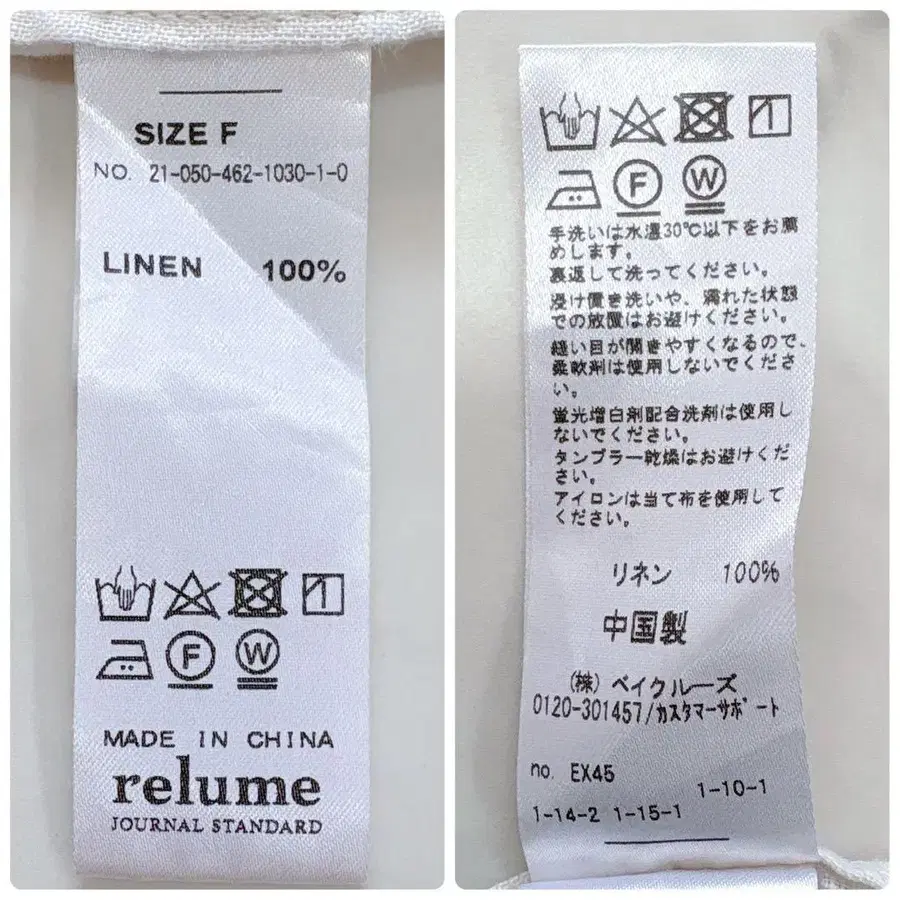 SIZE F
NO. 21-050-462-1030-1-0
LINEN 100%
F W
MADE IN CHINA
relume
JOURNAL STANDARD
F W
手洗いは水温30℃以下をお薦
めします。
裏返して洗ってください。
浸け置き洗いや、濡れた状態
での放置はお避けください。
縫い目が開きやすくなるので、
柔軟剤は使用しないでくださ
い。
蛍光増白剤配合洗剤は使用し
ないでください。
タンブラー乾燥はお避けくだ
さい。
アイロンは当て布を使用して
ください。
リネン 100%
中国製
(株) ベイクルーズ
0120-301457/カスタマーサポート
no. EX45
1-10-1
1-14-2 1-15-1